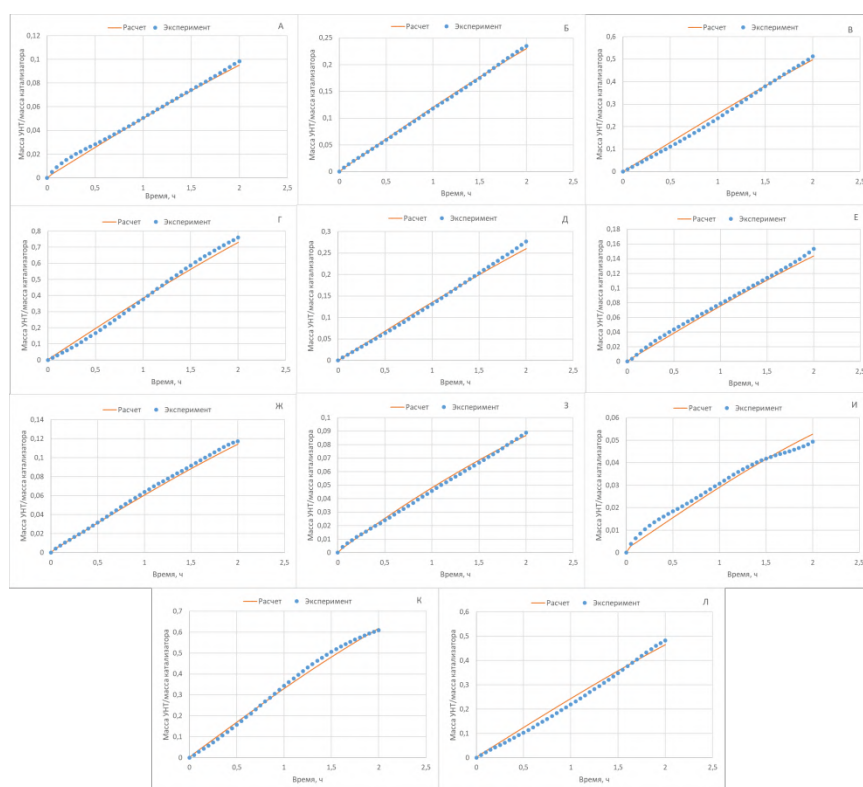 Расчет Эксперимент А
Масса УНТ/масса катализатора
0,12
0,1
0,08
0,06
0,04
0,02
0
0 0,5 1 1,5 2 2,5
Время, ч
Расчет Эксперимент Б
Масса УНТ/масса катализатора
0,25
0,2
0,15
0,1
0,05
0
0 0,5 1 1,5 2 2,5
Время, ч
Расчет Эксперимент В
Масса УНТ/масса катализатора
0,6
0,5
0,4
0,3
0,2
0,1
0
0 0,5 1 1,5 2 2,5
Время, ч
Расчет Эксперимент Г
Масса УНТ/масса катализатора
0,8
0,7
0,6
0,5
0,4
0,3
0,2
0,1
0
0 0,5 1 1,5 2 2,5
Время, ч
Расчет Эксперимент Д
Масса УНТ/масса катализатора
0,3
0,25
0,2
0,15
0,1
0,05
0
0 0,5 1 1,5 2 2,5
Время, ч
Расчет Эксперимент Е
Масса УНТ/масса катализатора
0,18
0,16
0,14
0,12
0,1
0,08
0,06
0,04
0,02
0
0 0,5 1 1,5 2 2,5
Время, ч
Расчет Эксперимент Ж
Масса УНТ/масса катализатора
0,14
0,12
0,1
0,08
0,06
0,04
0,02
0
0 0,5 1 1,5 2 2,5
Время, ч
Расчет Эксперимент З
Масса УНТ/масса катализатора
0,1
0,09
0,08
0,07
0,06
0,05
0,04
0,03
0,02
0,01
0
0 0,5 1 1,5 2 2,5
Время, ч
Расчет Эксперимент И
Масса УНТ/масса катализатора
0,06
0,05
0,04
0,03
0,02
0,01
0
0 0,5 1 1,5 2 2,5
Время, ч
Расчет Эксперимент К
Масса УНТ/масса катализатора
0,7
0,6
0,5
0,4
0,3
0,2
0,1
0
0 0,5 1 1,5 2 2,5
Время, ч
Расчет Эксперимент Л
Масса УНТ/масса катализатора
0,6
0,5
0,4
0,3
0,2
0,1
0
0 0,5 1 1,5 2 2,5
Время, ч